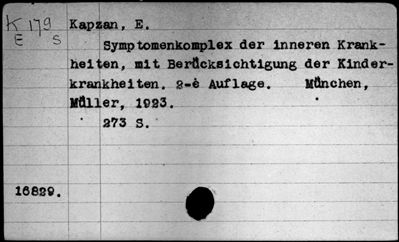 K 179
E S
Kapzan, E.
Symptomenkomplex der inneren Krank-
heiten, mit Berücksichtigung der Kinder-
krankheiten. 2-e Auflage. München,
Müller, 1923.
273 S.
16829.